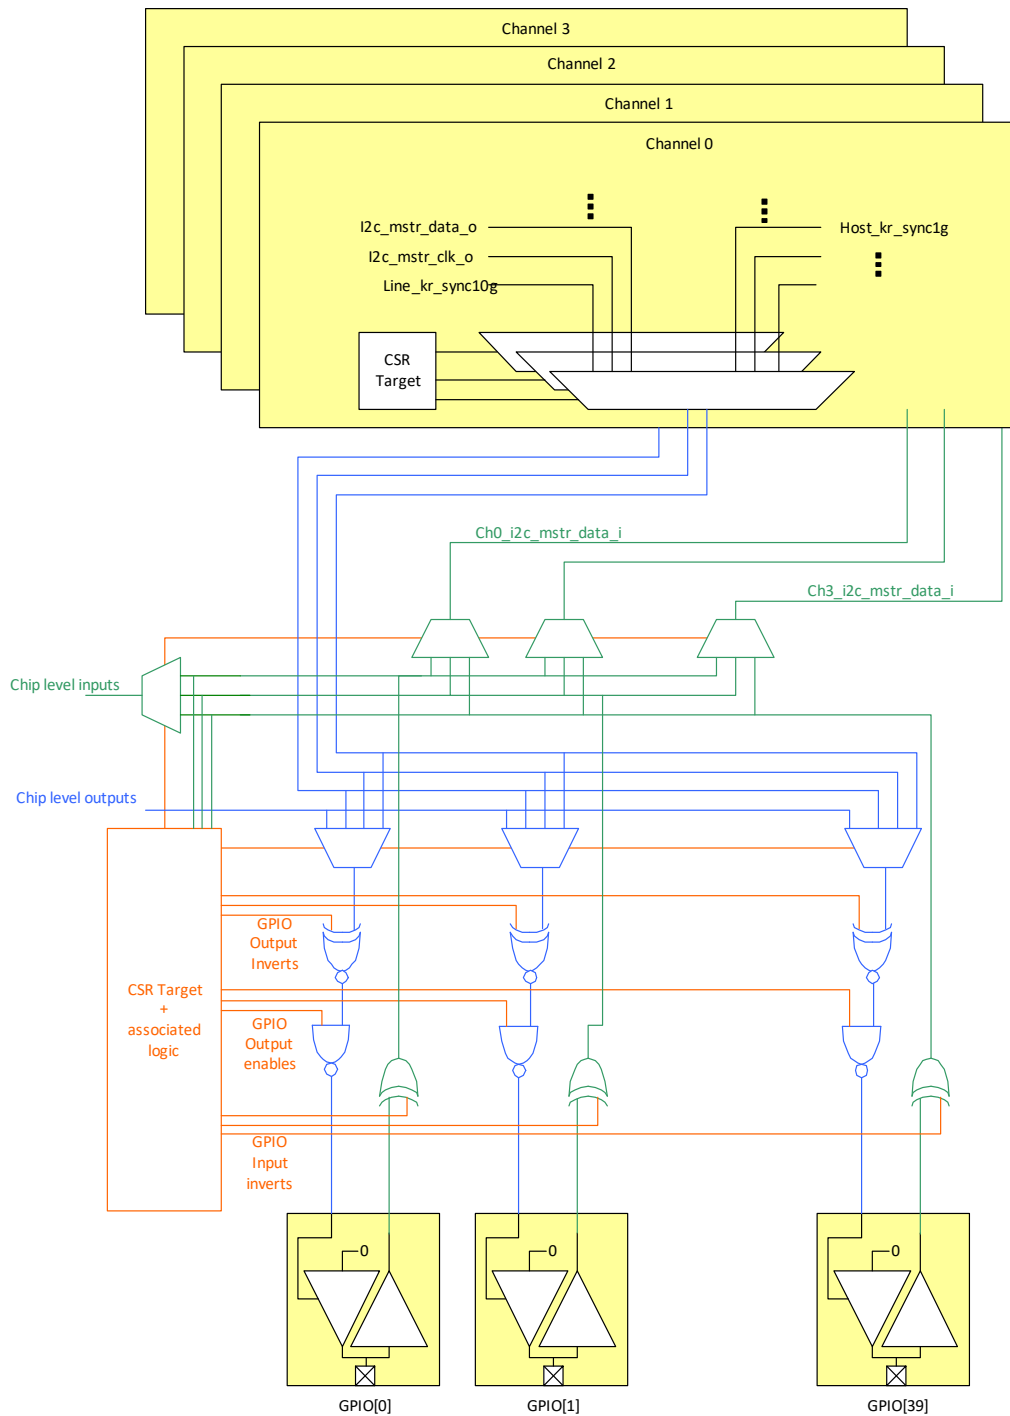 Channel 3
Channel 2
Channel 1
Channel 0
I2c_mstr_data_o
Host_kr_sync1g
I2c_mstr_clk_o
Line_kr_sync10g
CSR
Target
Ch0_i2c_mstr_data_i
Ch3_i2c_mstr_data_i
Chip level inputs
Chip level outputs
GPIO
Output
Inverts
CSR Target
+
associated
logic
GPIO
Output
enables
GPIO
Input
inverts
0
0
0
GPIO[0]
GPIO[1]
GPIO[39]